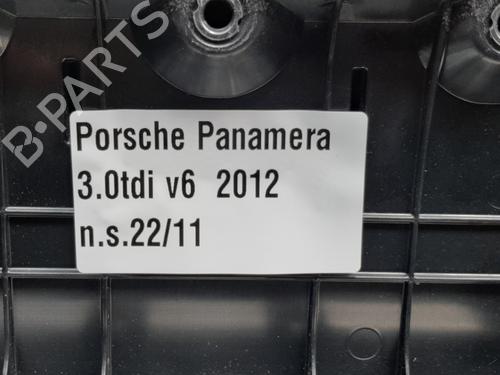 B-PARTS
Porsche Panamera
3.0tdi v6 2012
n.s.22/11